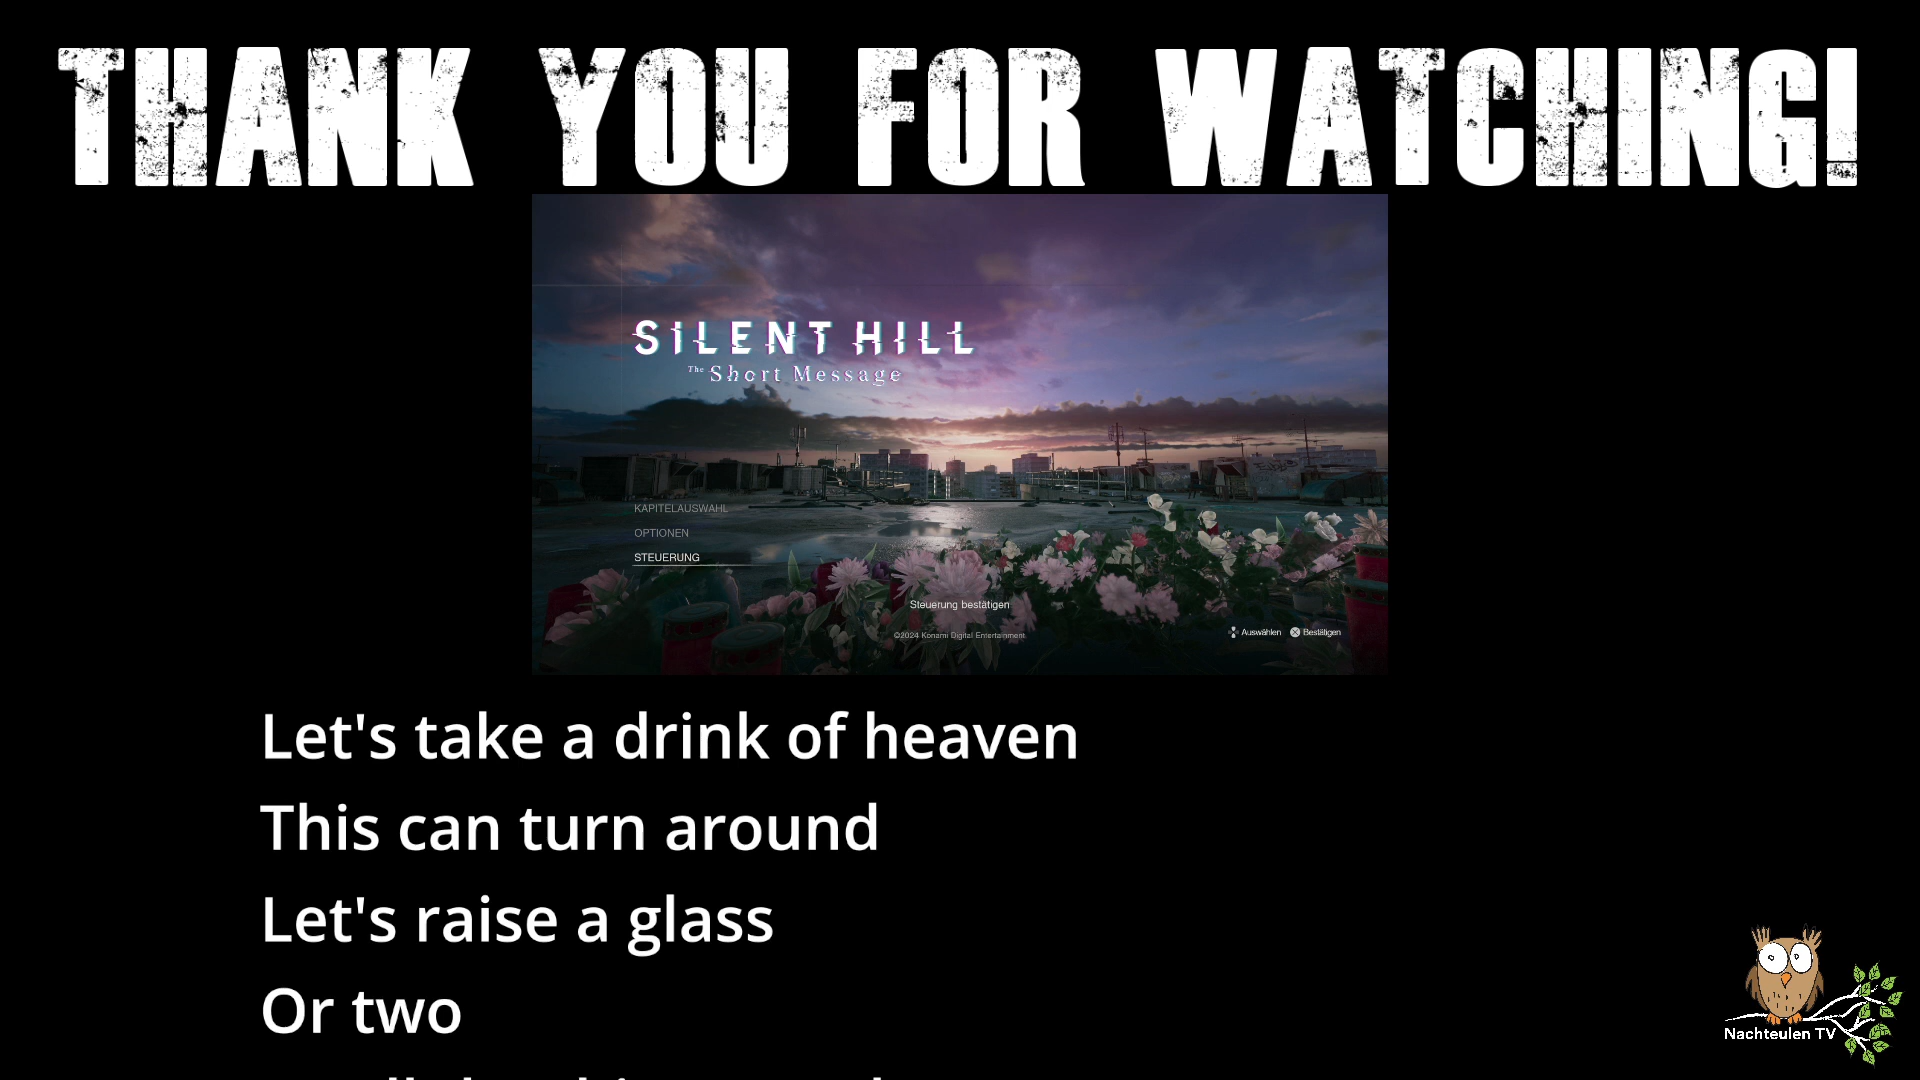 THANK YOU FOR WATCHING!
SILENT HILL
The Short Message
KAPITELAUSWAHL
OPTIONEN
STEUERUNG
Steuerung bestätigen
©2024 Konami Digital Entertainment
Auswählen Bestätigen
Let's take a drink of heaven
This can turn around
Let's raise a glass
Or two
Nachteulen TV